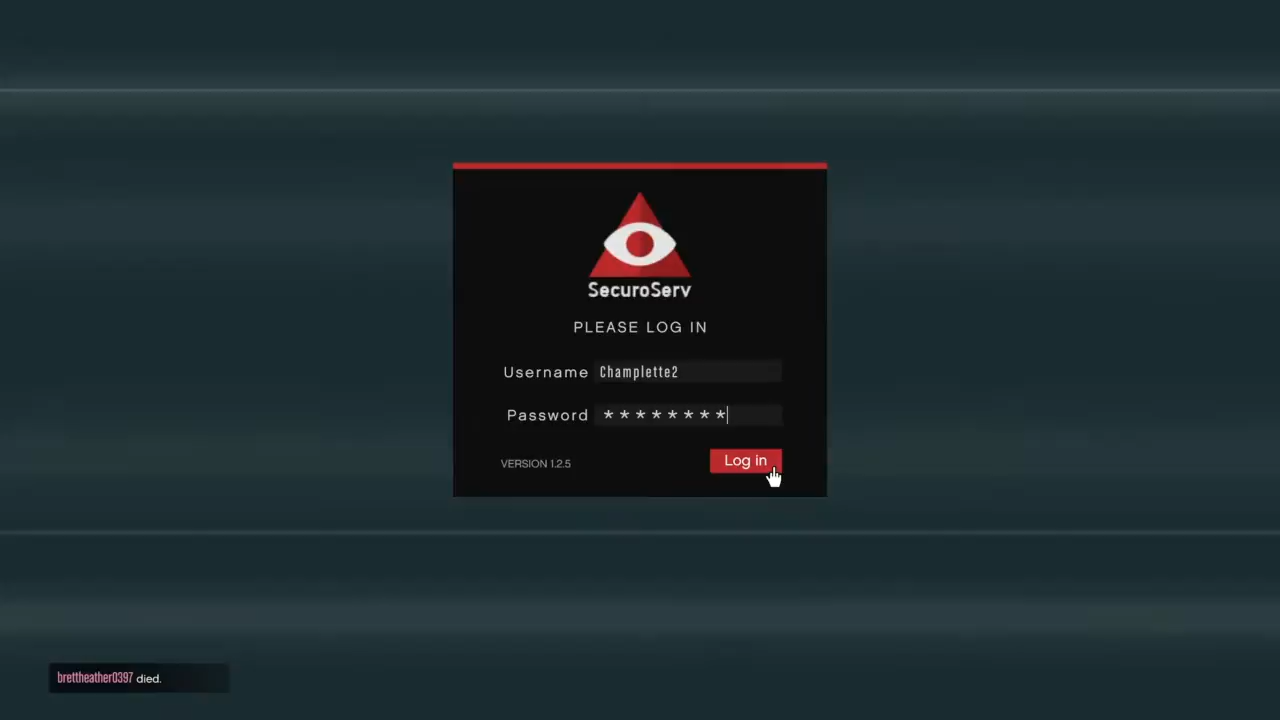 SecuroServ
PLEASE LOG IN
Username Champlette2
Password ********
VERSION 1.2.5 Log in
brettheather0397 died.